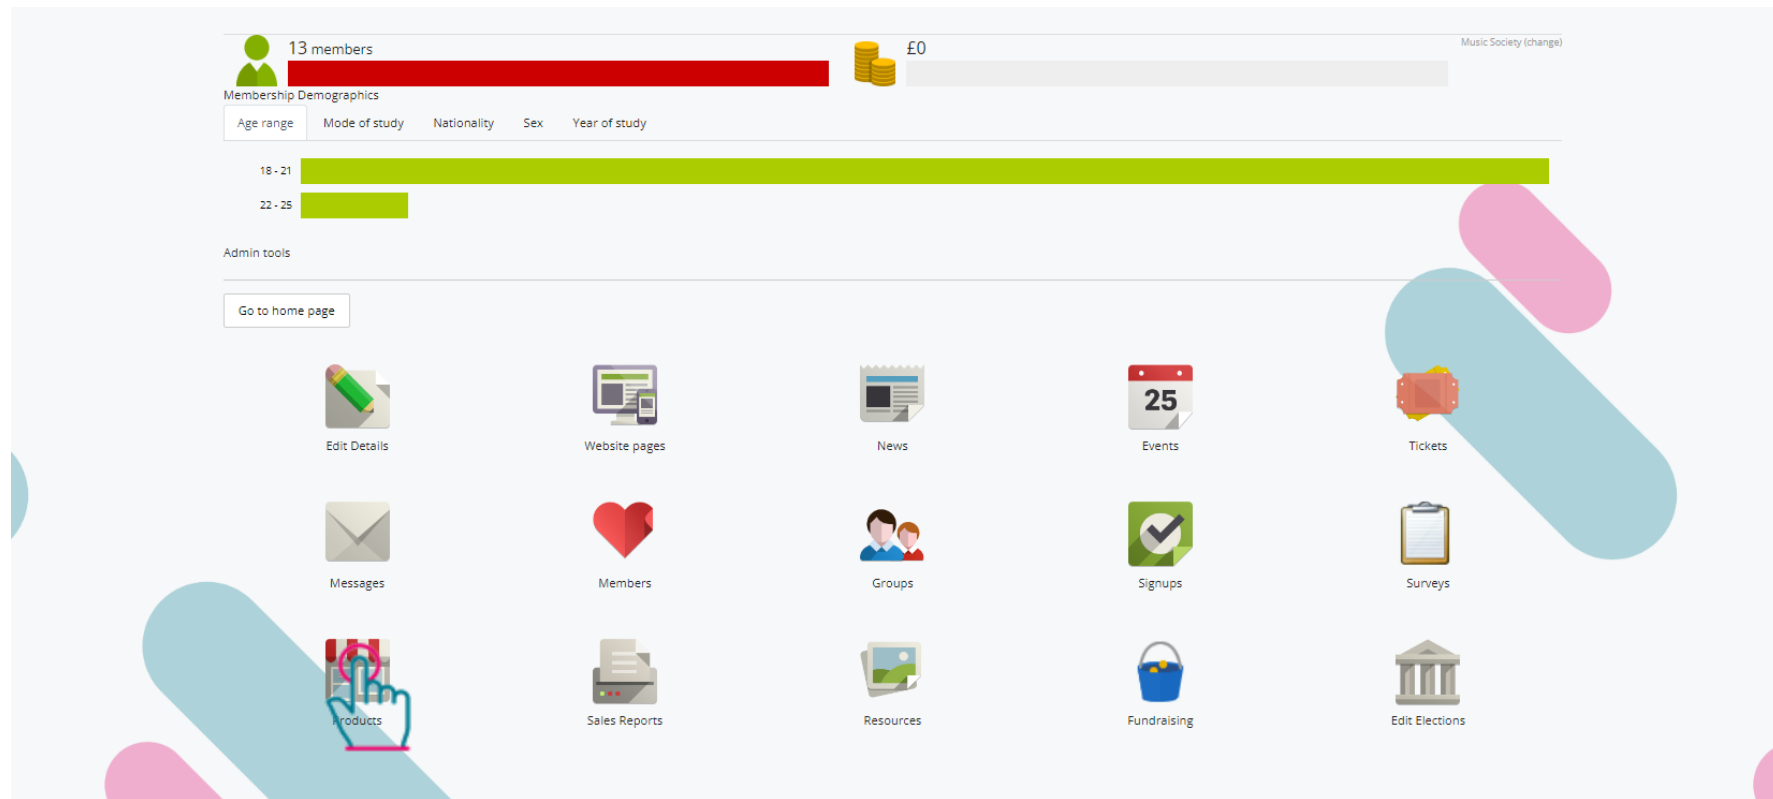 13 members
£0
Music Society (change)
Membership Demographics
Age range Mode of study Nationality Sex Year of study
18 - 21
22 - 25
Admin tools
Go to home page
25
Edit Details Website pages News Events Tickets
Messages Members Groups Signups Surveys
Products Sales Reports Resources Fundraising Edit Elections